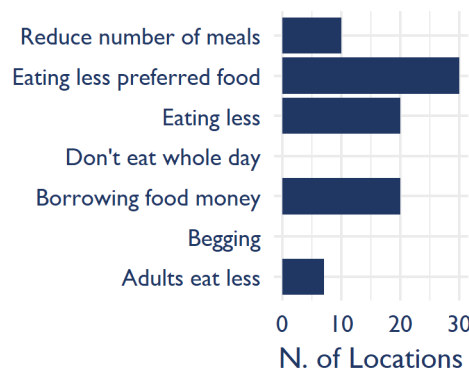 Reduce number of meals
Eating less preferred food
Eating less
Don't eat whole day
Borrowing food money
Begging
Adults eat less
0 10 20 30
N. of Locations